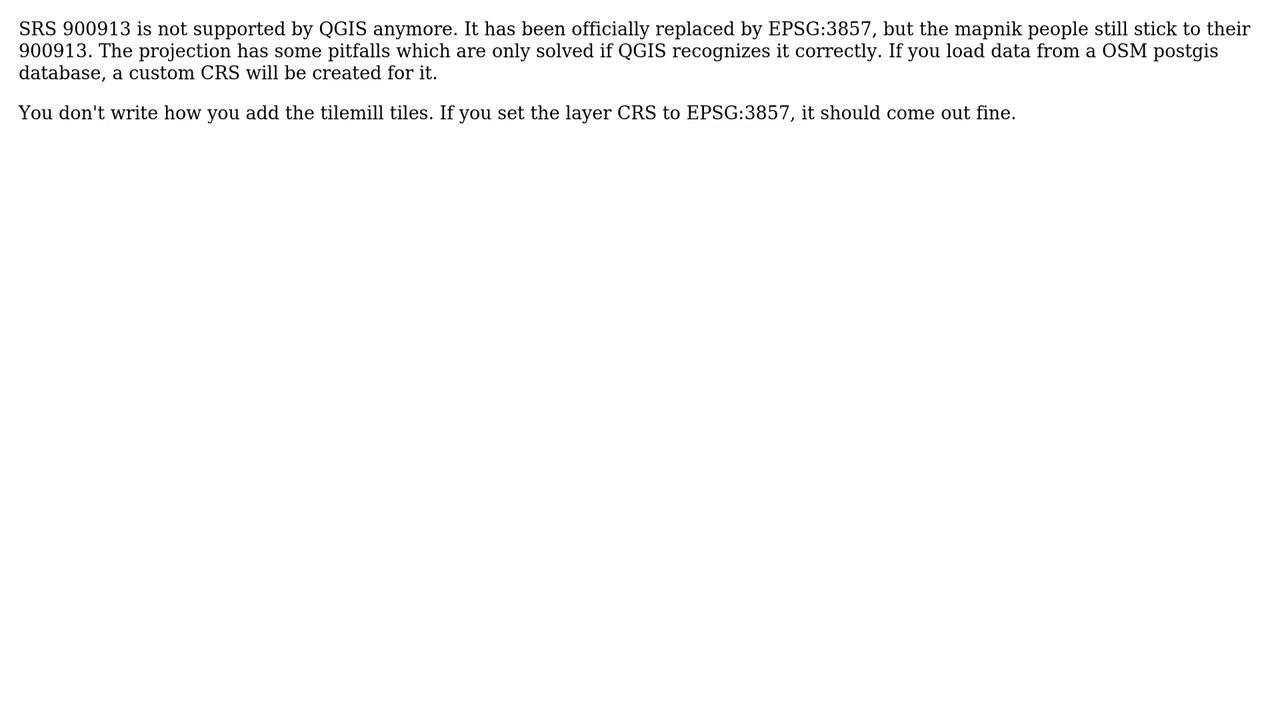 SRS 900913 is not supported by QGIS anymore. It has been officially replaced by EPSG:3857, but the mapnik people still stick to their
900913. The projection has some pitfalls which are only solved if QGIS recognizes it correctly. If you load data from a OSM postgis
database, a custom CRS will be created for it.
You don't write how you add the tilemill tiles. If you set the layer CRS to EPSG:3857, it should come out fine.